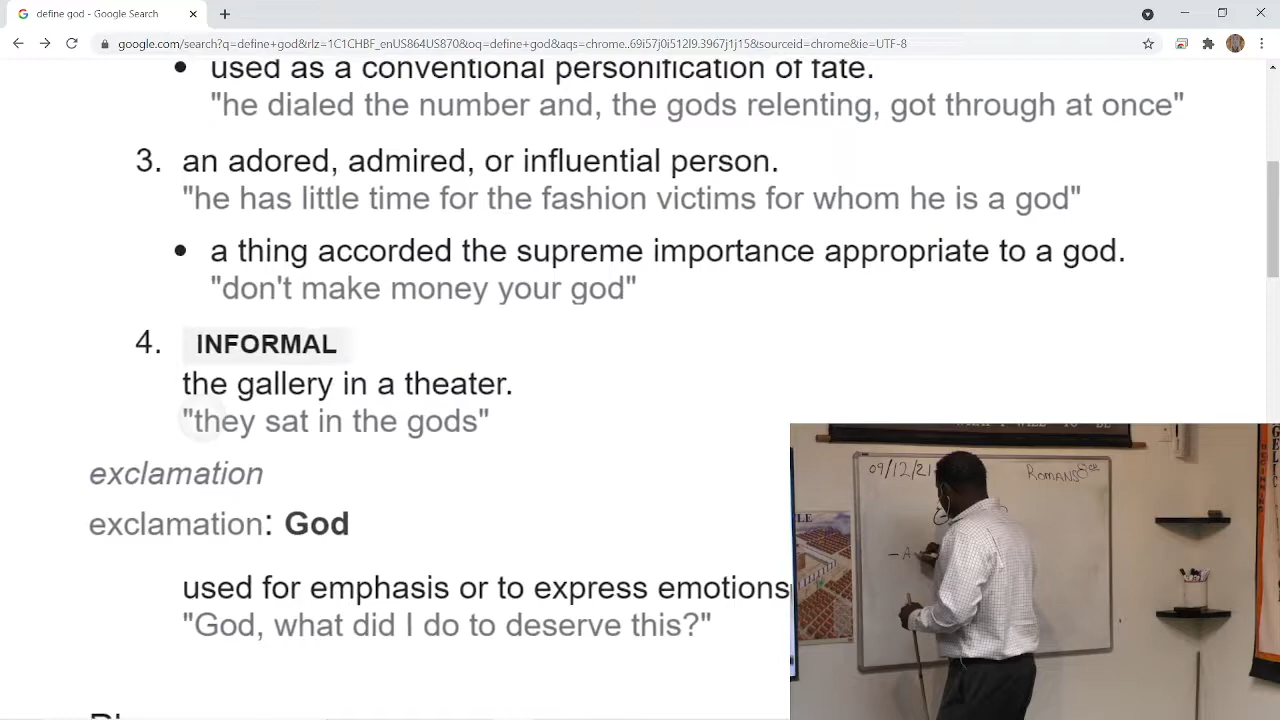 define god - Google Search
google.com/search?q=define+god&rlz=1C1CHBF_enUS864US870&oq=define+god&aqs=chrome..69i57j0i512l9.3967j1j15&sourceid=chrome&ie=UTF-8
used as a conventional personification of fate.
"he dialed the number and, the gods relenting, got through at once"
3. an adored, admired, or influential person.
"he has little time for the fashion victims for whom he is a god"
a thing accorded the supreme importance appropriate to a god.
"don't make money your god"
4. INFORMAL
the gallery in a theater.
"they sat in the gods"
exclamation
exclamation: God
used for emphasis or to express emotions
"God, what did I do to deserve this?"
09/12/21
Romans
- A